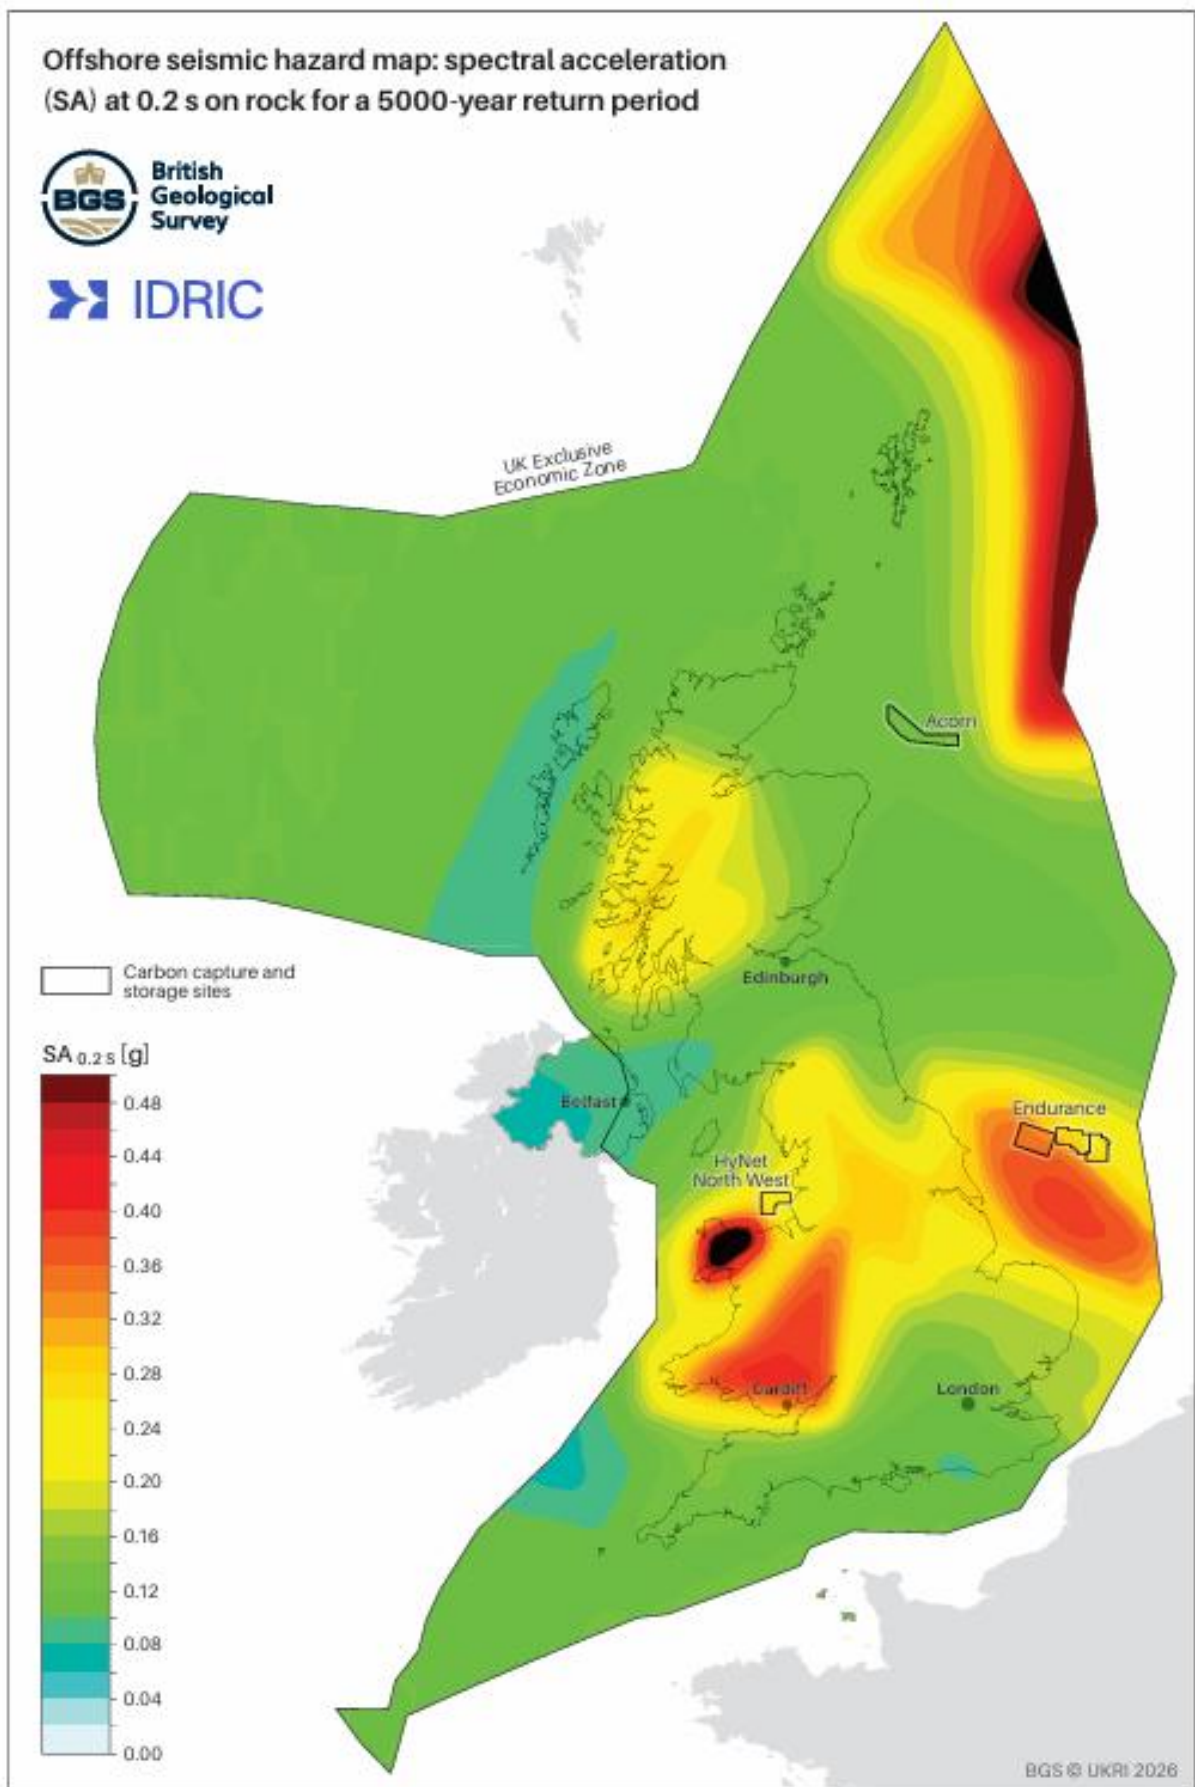 Offshore seismic hazard map: spectral acceleration
(SA) at 0.2 s on rock for a 5000-year return period
BGS
British
Geological
Survey
IDRIC
UK Exclusive
Economic Zone
Acorn
Edinburgh
Carbon capture and
storage sites
SA 0.2 S [g]
0.48
0.44
0.40
0.36
0.32
0.28
0.24
0.20
0.16
0.12
0.08
0.04
0.00
Belfast
Endurance
HyNet
North West
Cardiff
London
BGS © UKRI 2026